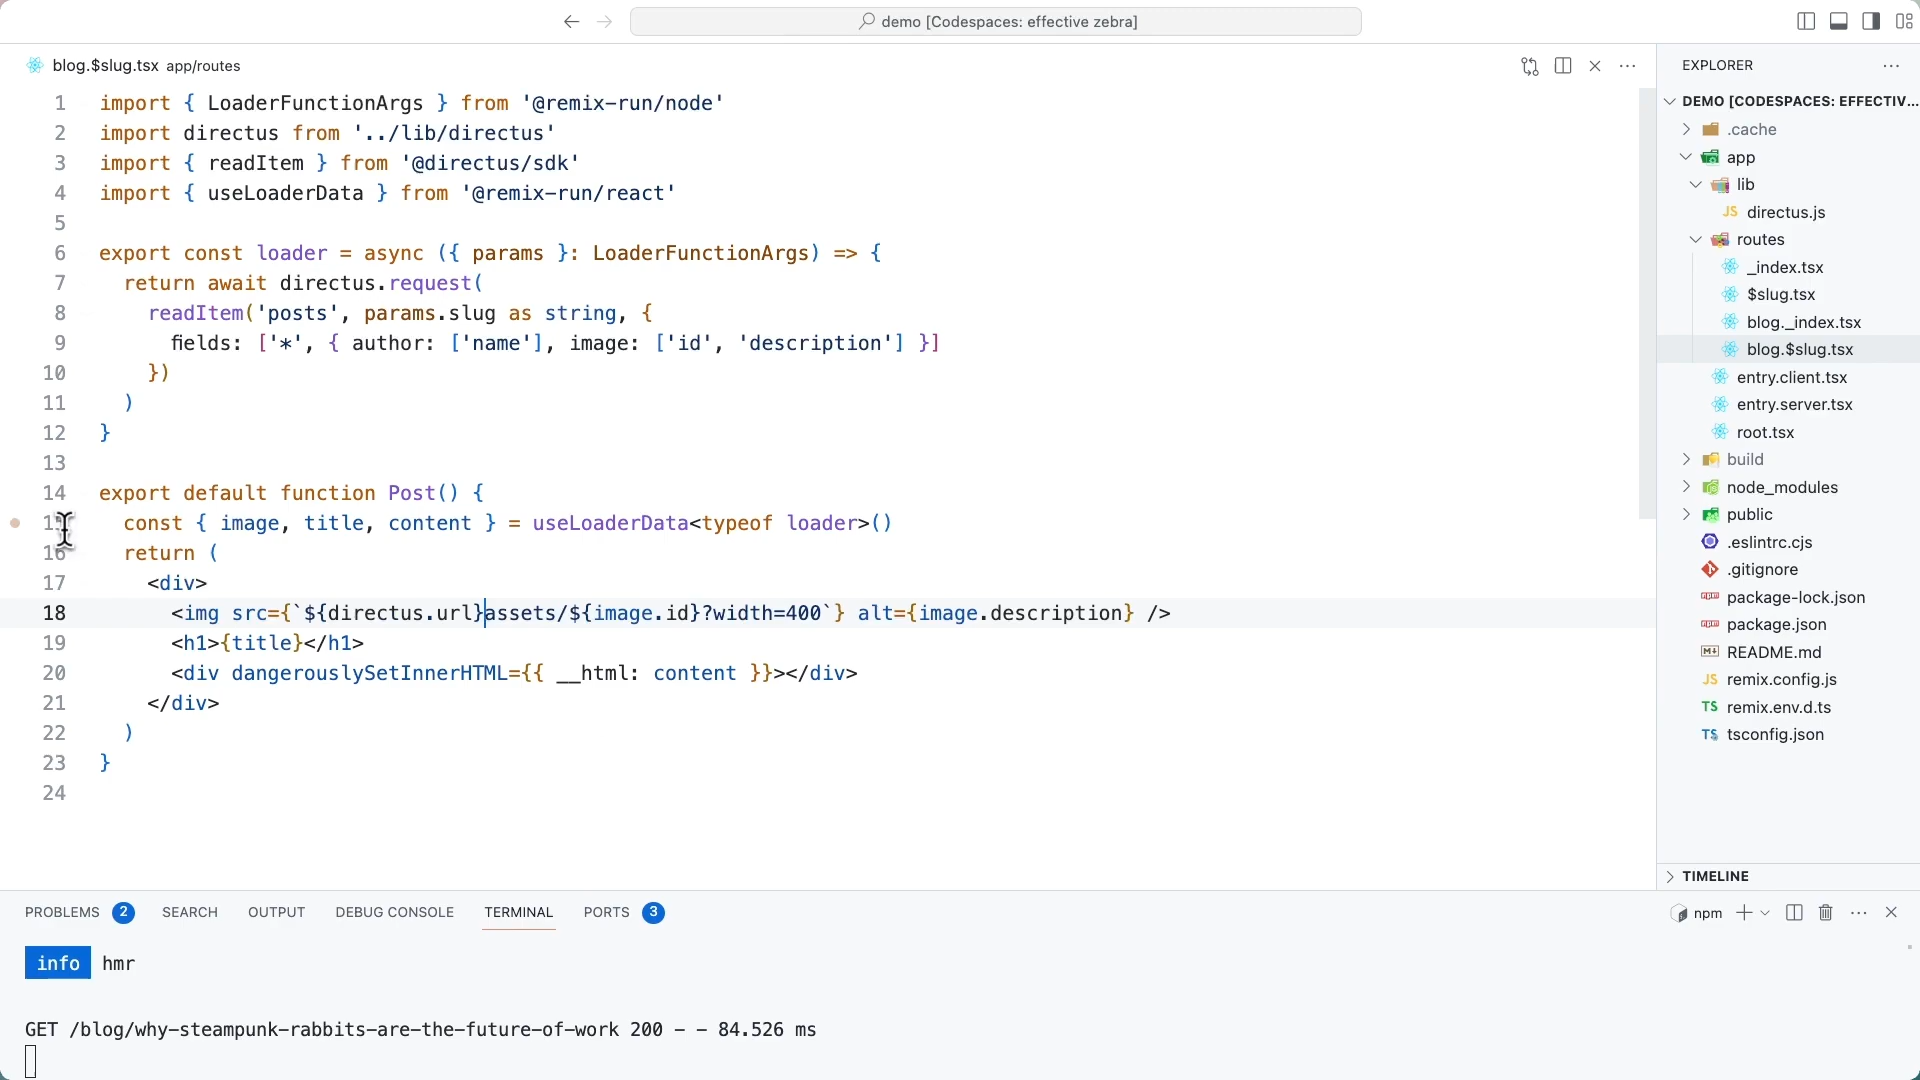 demo [Codespaces: effective zebra]
blog.$slug.tsx app/routes
1 import { LoaderFunctionArgs } from '@remix-run/node'
2 import directus from '../lib/directus'
3 import { readItem } from '@directus/sdk'
4 import { useLoaderData } from '@remix-run/react'
5
6 export const loader = async ({ params }: LoaderFunctionArgs) => {
7 return await directus.request(
8 readItem('posts', params.slug as string, {
9 fields: ['*', { author: ['name'], image: ['id', 'description'] }]
10 })
11 )
12 }
13
14 export default function Post() {
const { image, title, content } = useLoaderData<typeof loader>()
16 return (
17 <div>
18 <img src={`${directus.url}assets/${image.id}?width=400`} alt={image.description} />
19 <h1>{title}</h1>
20 <div dangerouslySetInnerHTML={{ __html: content }}></div>
21 </div>
22 )
23 }
24
EXPLORER
DEMO [CODESPACES: EFFECTIV...
.cache
app
lib
JS directus.js
routes
_index.tsx
$slug.tsx
blog._index.tsx
blog.$slug.tsx
entry.client.tsx
entry.server.tsx
root.tsx
build
node_modules
public
.eslintrc.cjs
.gitignore
package-lock.json
package.json
README.md
JS remix.config.js
TS remix.env.d.ts
TS tsconfig.json
TIMELINE
PROBLEMS 2 SEARCH OUTPUT DEBUG CONSOLE TERMINAL PORTS 3
npm
info hmr
GET /blog/why-steampunk-rabbits-are-the-future-of-work 200 - - 84.526 ms